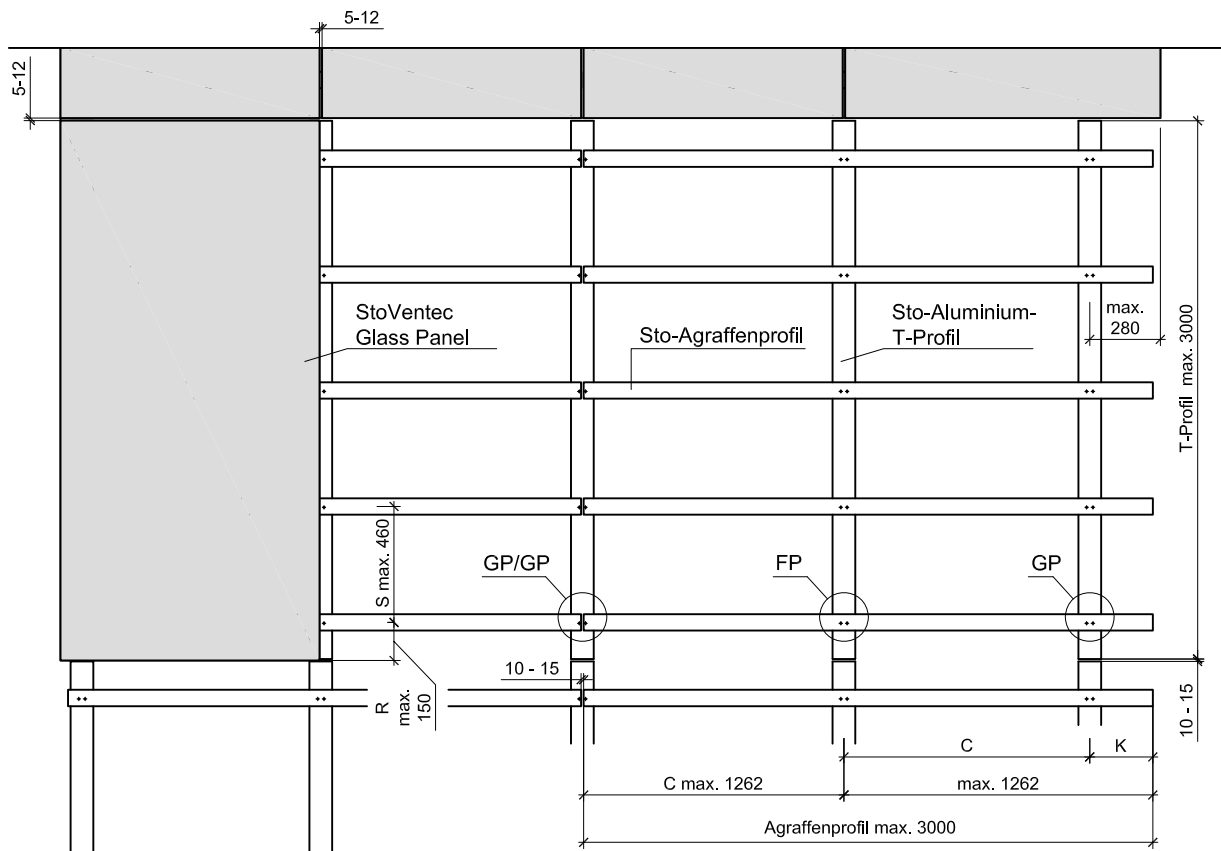 5-12
5-12
StoVentec
Glass Panel
Sto-Agraffenprofil
Sto-Aluminium-
T-Profil
max.
280
T-Profil max. 3000
S max. 460
GP/GP
FP
GP
R
max.
150
10 - 15
10 - 15
C
K
C max. 1262
max. 1262
Agraffenprofil max. 3000